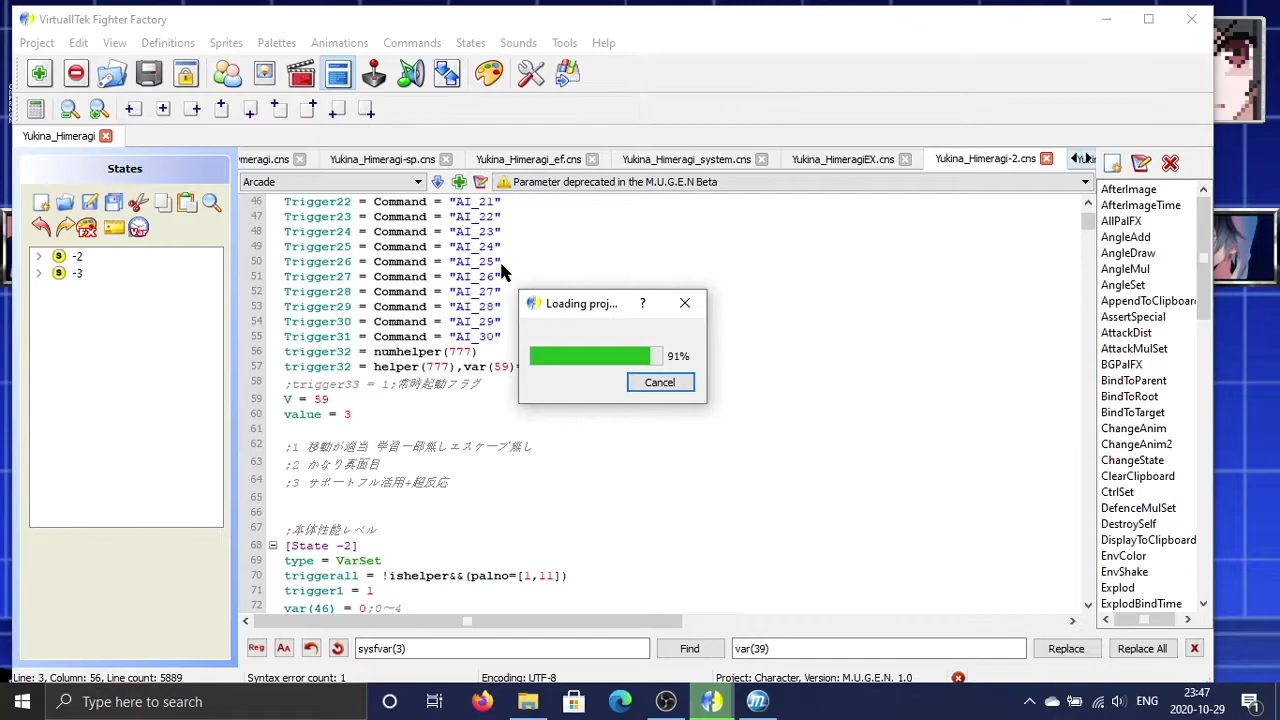 VirtuallTek Fighter Factory
Project Edit View Definitions Sprites Palettes Animations Commands States Sounds Tools Help
Yukina_Himeragi
meragi.cns Yukina_Himeragi-sp.cns Yukina_Himeragi_ef.cns Yukina_Himeragi_system.cns Yukina_HimeragiEX.cns Yukina_Himeragi-2.cns
States
Arcade
Parameter deprecated in the M.U.G.E.N Beta
-2
-3
46 Trigger22 = Command = "AI_21"
47 Trigger23 = Command = "AI_22"
48 Trigger24 = Command = "AI_23"
49 Trigger25 = Command = "AI_24"
50 Trigger26 = Command = "AI_25"
51 Trigger27 = Command = "AI_26"
52 Trigger28 = Command = "AI_27"
53 Trigger29 = Command = "AI_28"
54 Trigger30 = Command = "AI_29"
55 Trigger31 = Command = "AI_30"
56 trigger32 = numhelper(777)
57 trigger32 = helper(777),var(59)
58 ;trigger33 = 1;常時起動フラグ
59 V = 59
60 value = 3
61
62 ;1 移動が適当 学習一部無しエスケープ無し
63 ;2 かなり真面目
64 ;3 サポートフル活用+超反応
65
66
67 ;本体性能レベル
68 [State -2]
69 type = VarSet
70 triggerall = !ishelper&&(palno=[1,11])
71 trigger1 = 1
72 var(46) = 0;0～4
Loading proj...
?
91%
Cancel
AfterImage
AfterImageTime
AllPalFX
AngleAdd
AngleDraw
AngleMul
AngleSet
AppendToClipboar
AssertSpecial
AttackDist
AttackMulSet
BGPalFX
BindToParent
BindToRoot
BindToTarget
ChangeAnim
ChangeAnim2
ChangeState
ClearClipboard
CtrlSet
DefenceMulSet
DestroySelf
DisplayToClipboard
EnvColor
EnvShake
Explod
ExplodBindTime
Reg AA sysfvar(3) Find var(39) Replace Replace All
Line: 3, Column: 56, Line count: 5889 Syntax error count: 1 Encoding: UTF-8 Project: Character, Version: M.U.G.E.N. 1.0
Type here to search
ENG
23:47
2020-10-29
1